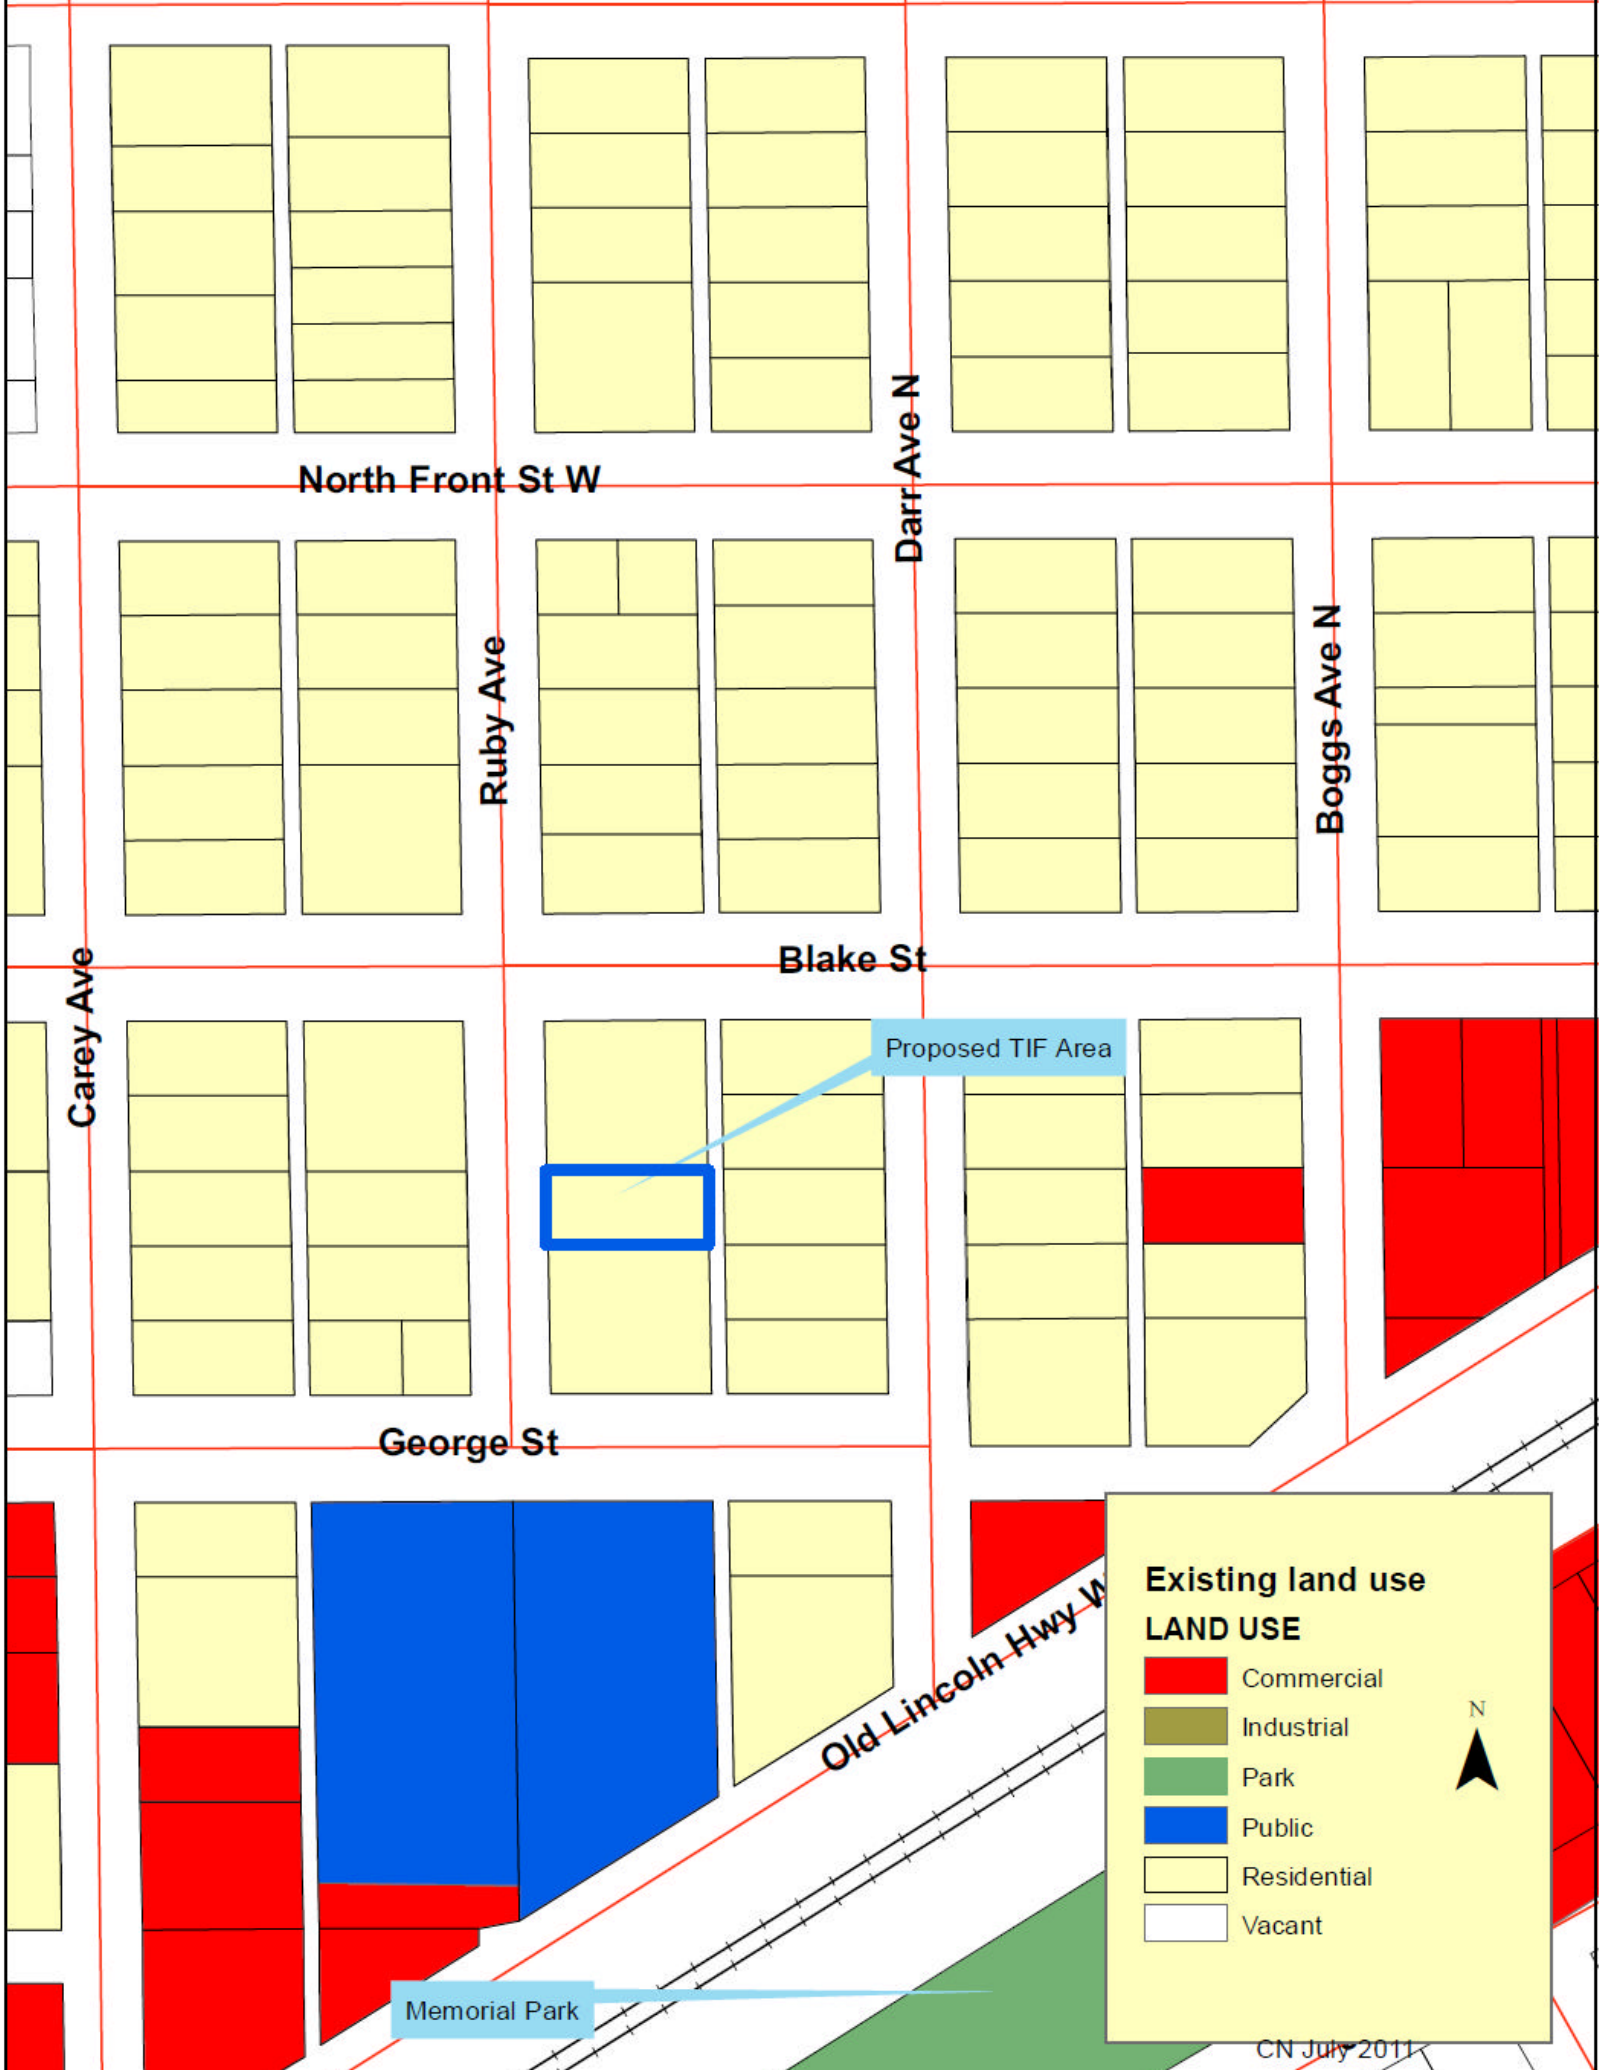 North Front St W
Darr Ave N
Ruby Ave
Boggs Ave N
Blake St
Carey Ave
Proposed TIF Area
George St
Old Lincoln Hwy W
Existing land use
LAND USE
Commercial
Industrial
Park
Public
Residential
Vacant
N
Memorial Park
CN July 2011